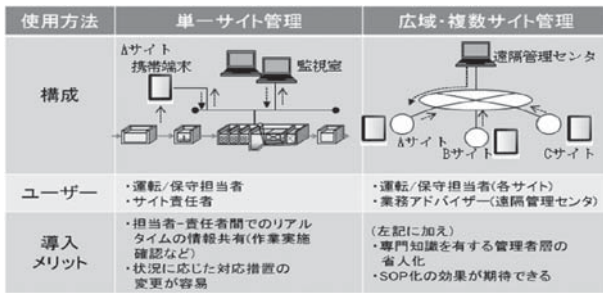 使用方法
単一サイト管理
広域・複数サイト管理
構成
Aサイト
携帯端末
監視室
遠隔管理センタ
Aサイト
Bサイト
Cサイト
ユーザー
・運転/保守担当者
・サイト責任者
・運転/保守担当者(各サイト)
・業務アドバイザー(遠隔管理センタ)
導入
メリット
・担当者-責任者間でのリアル
タイムの情報共有(作業実施
確認など)
・状況に応じた対応措置の
変更が容易
(左記に加え)
・専門知識を有する管理者層の
省人化
・SOP化の効果が期待できる